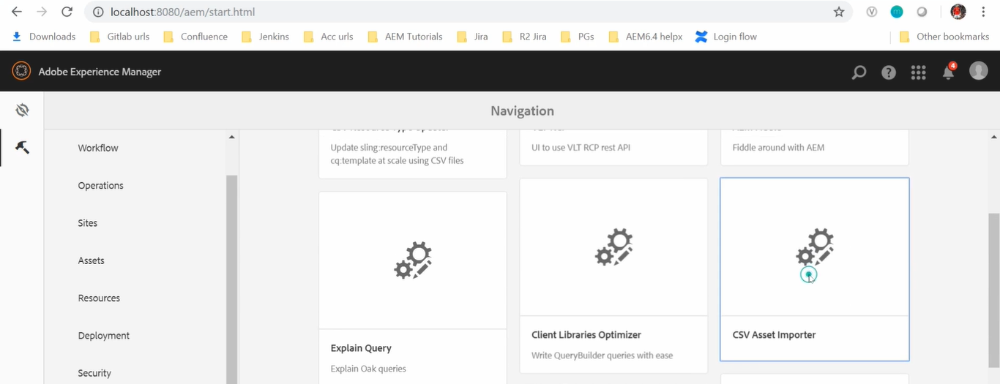 localhost:8080/aem/start.html
Downloads Gitlab urls Confluence Jenkins Acc urls AEM Tutorials Jira R2 Jira PGs AEM6.4 helpx Login flow Other bookmarks
Adobe Experience Manager
4
Navigation
Workflow
Operations
Sites
Assets
Resources
Deployment
Security
Update sling:resourceType and
cq:template at scale using CSV files
UI to use VLT RCP rest API
Fiddle around with AEM
Explain Query
Explain Oak queries
Client Libraries Optimizer
Write QueryBuilder queries with ease
CSV Asset Importer